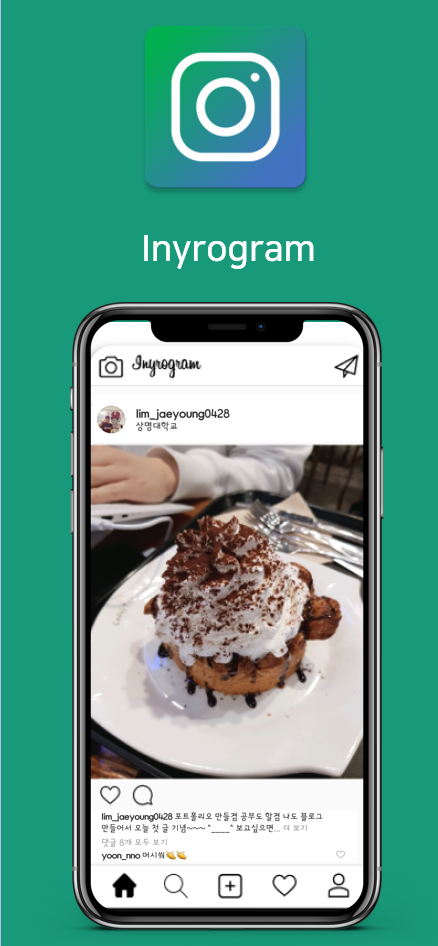 Inyrogram
Inyrogram
lim_jaeyoung0428
상명대학교
lim_jaeyoung0428 포트폴리오 만들겸 공부도 할겸 나도 블로그
만들어서 오늘 첫 글 기념~~~ *____* 보고싶으면... 더 보기
댓글 8개 모두 보기
yoon_nno 머시쪙👏👏